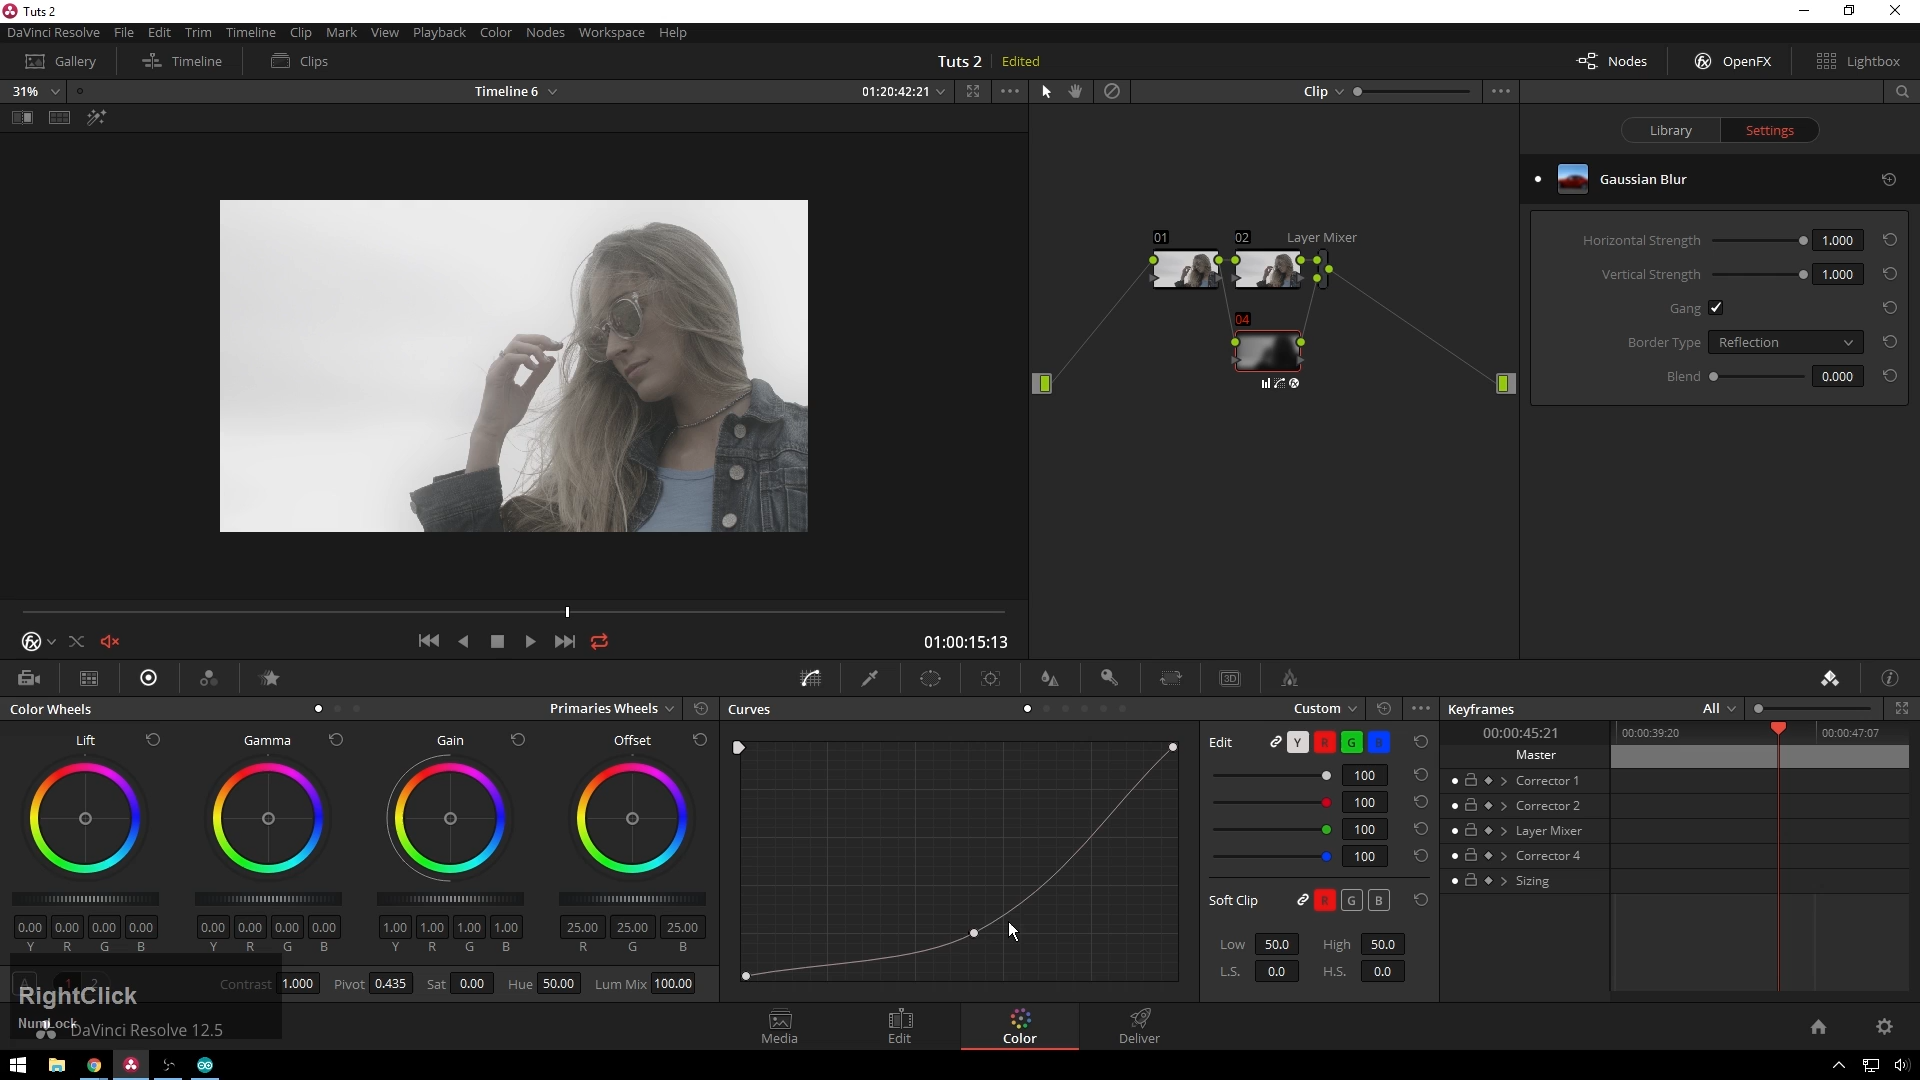 Tuts 2
DaVinci Resolve File Edit Trim Timeline Clip Mark View Playback Color Nodes Workspace Help
Gallery Timeline Clips Tuts 2 Edited Nodes OpenFX Lightbox
31% Timeline 6 01:20:42:21 Clip
Library Settings
Gaussian Blur
01 02 Layer Mixer
Horizontal Strength 1.000
Vertical Strength 1.000
Gang
04
Border Type Reflection
Blend 0.000
01:00:15:13
3D
Color Wheels Primaries Wheels Curves Custom Keyframes All
Lift Gamma Gain Offset Edit Y R G B 00:00:45:21 00:00:39:20 00:00:47:07
Master
100
Corrector 1
100
Corrector 2
100
Layer Mixer
100
Corrector 4
Sizing
Soft Clip R G B
0.00 0.00 0.00 0.00 0.00 0.00 0.00 0.00 1.00 1.00 1.00 1.00 25.00 25.00 25.00
Y R G B Y R G B Y R G B R G B
Low 50.0 High 50.0
L.S. 0.0 H.S. 0.0
A 1 2 Contrast 1.000 Pivot 0.435 Sat 0.00 Hue 50.00 Lum Mix 100.00
RightClick
NumLock
DaVinci Resolve 12.5
Media Edit Color Deliver